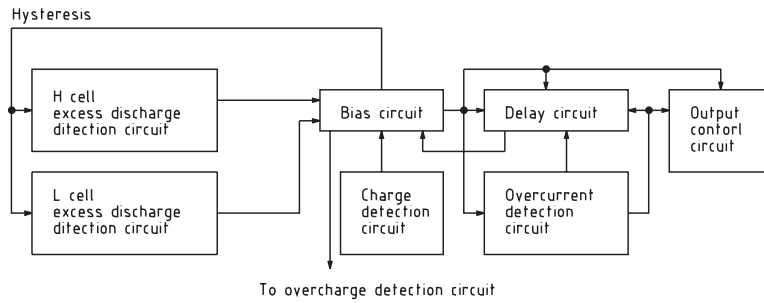 Hysteresis
H cell
excess discharge
ditection circuit
Bias circuit
Delay circuit
Output
contorl
circuit
L cell
excess discharge
ditection circuit
Charge
detection
circuit
Overcurrent
detection
circuit
To overcharge detection circuit